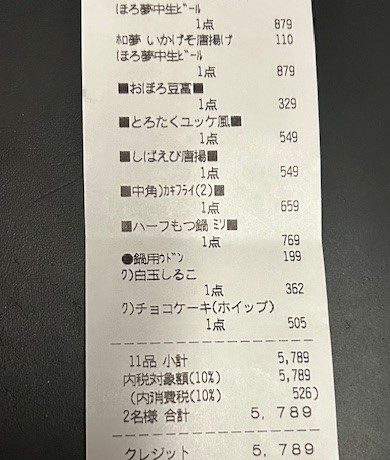 ほろ夢中生ﾋﾞｰﾙ
1点 879
和夢 いかげそ唐揚げ 110
ほろ夢中生ﾋﾞｰﾙ
1点 879
■おぼろ豆富■
1点 329
■とろたくユッケ風■
1点 549
■しばえび唐揚■
1点 549
■中角)ｶｷﾌﾗｲ(2)■
1点 659
■ハーフもつ鍋 ﾐｿ■
1点 769
●鍋用ｳﾄﾞﾝ 199
ｸ)白玉しるこ
1点 362
ｸ)チョコケーキ(ホイップ)
1点 505
11品 小計 5,789
内税対象額(10%) 5,789
(内消費税(10%) 526)
2名様 合計 5,789
クレジット 5,789